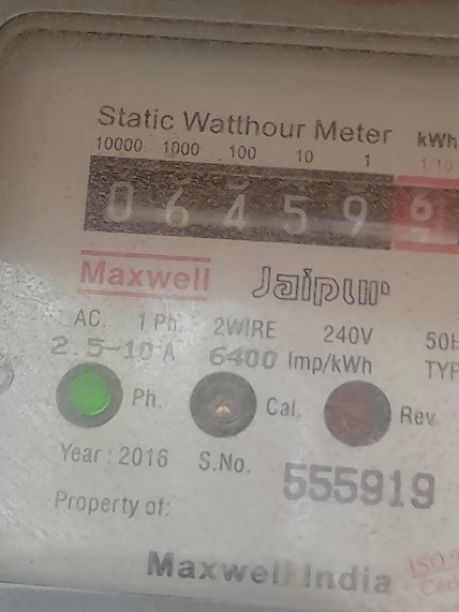 Static Watthour Meter kWh
10000 1000 100 10 1 1/10
0 6 4 5 9 6
Maxwell Jaipur
AC. 1 Ph. 2WIRE 240V
2.5-10 A 6400 Imp/kWh
Ph. Cal. Rev
Year : 2016 S.No. 555919
Property of:
Maxwell India